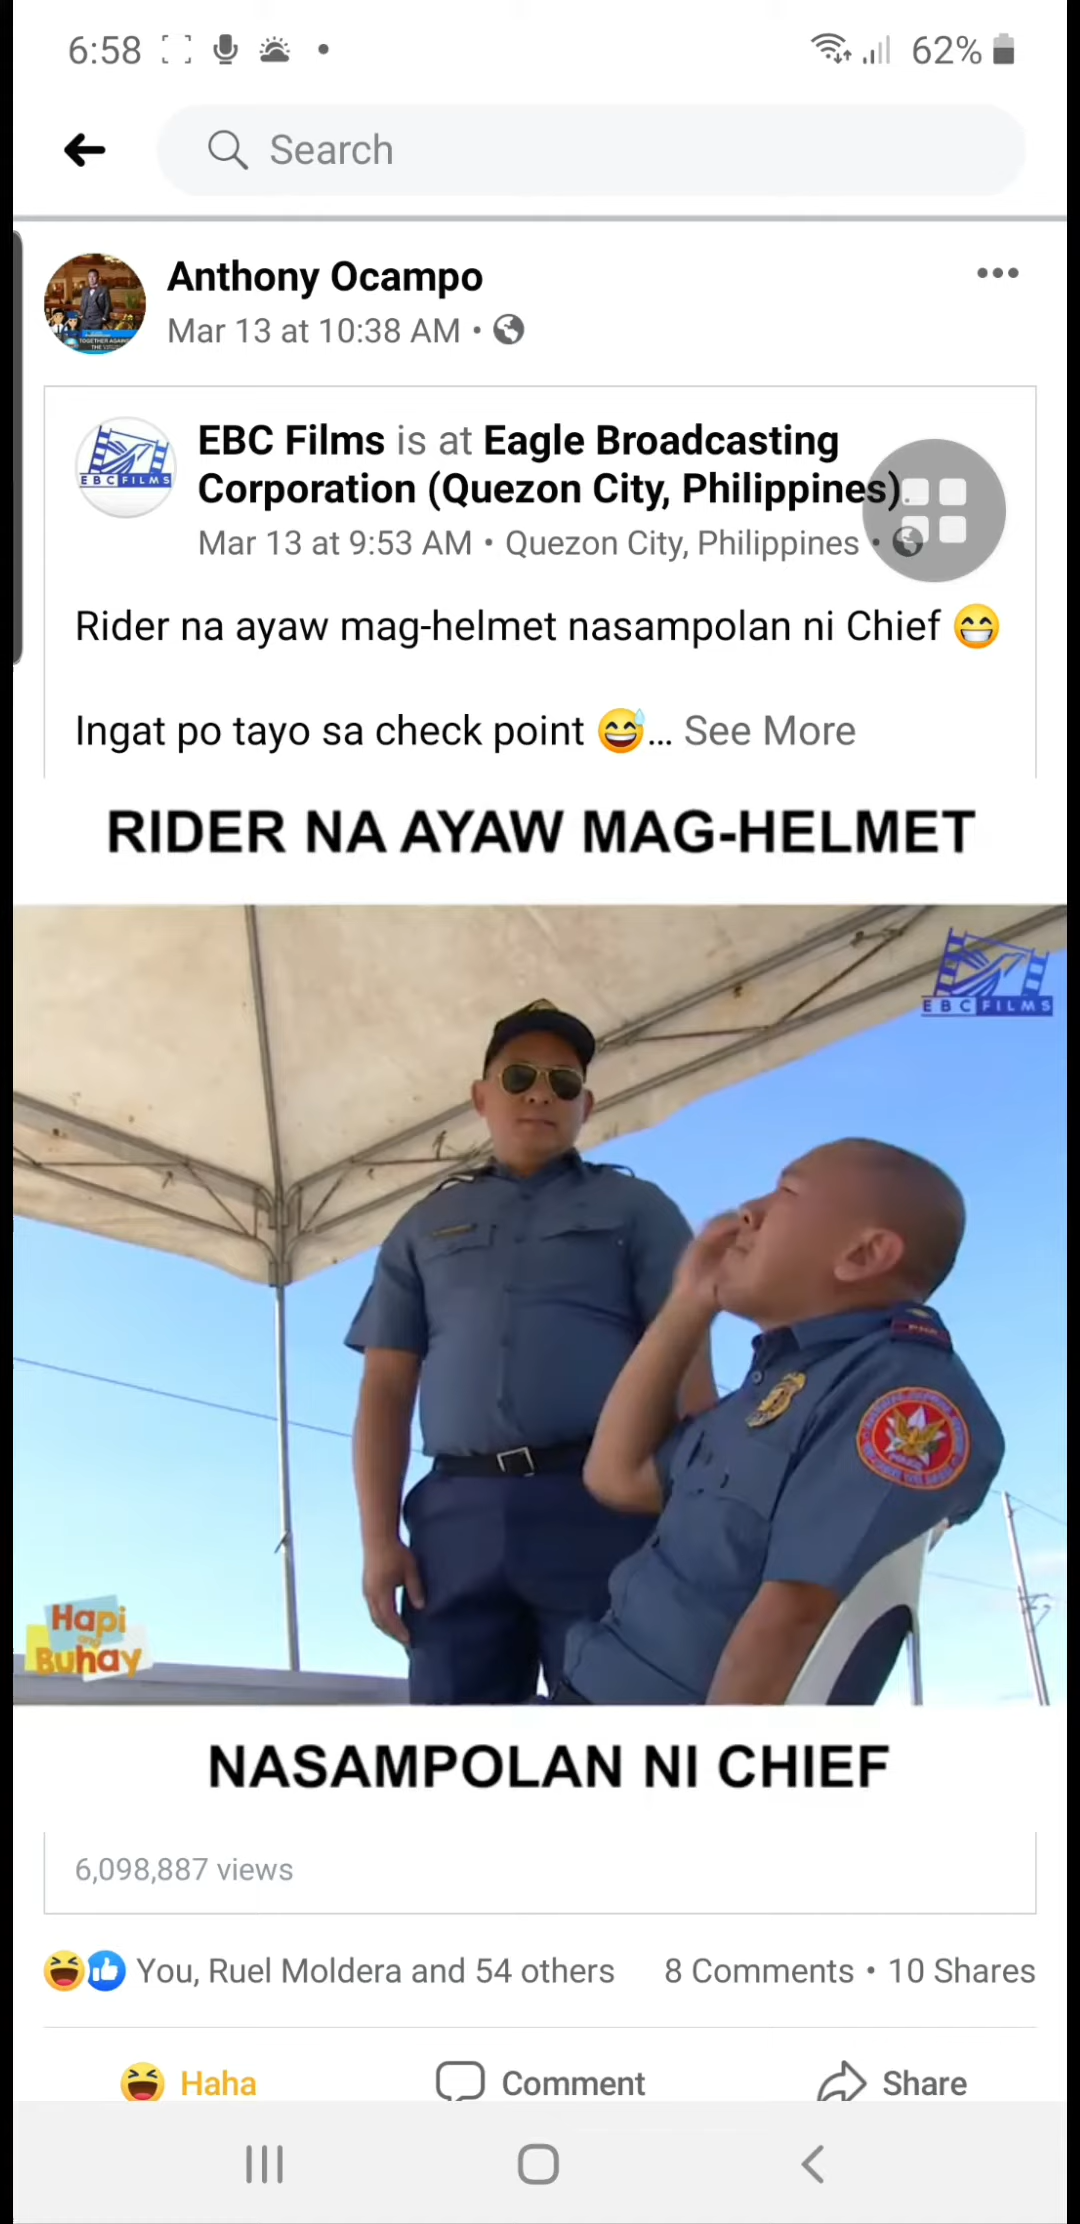 6:58
62%
Search
Anthony Ocampo
Mar 13 at 10:38 AM •
EBC FILMS
EBC Films is at Eagle Broadcasting
Corporation (Quezon City, Philippines).
Mar 13 at 9:53 AM • Quezon City, Philippines •
Rider na ayaw mag-helmet nasampolan ni Chief
Ingat po tayo sa check point ... See More
RIDER NA AYAW MAG-HELMET
EBC FILMS
Hapi
ang
Buhay
NASAMPOLAN NI CHIEF
6,098,887 views
You, Ruel Moldera and 54 others 8 Comments • 10 Shares
Haha Comment Share